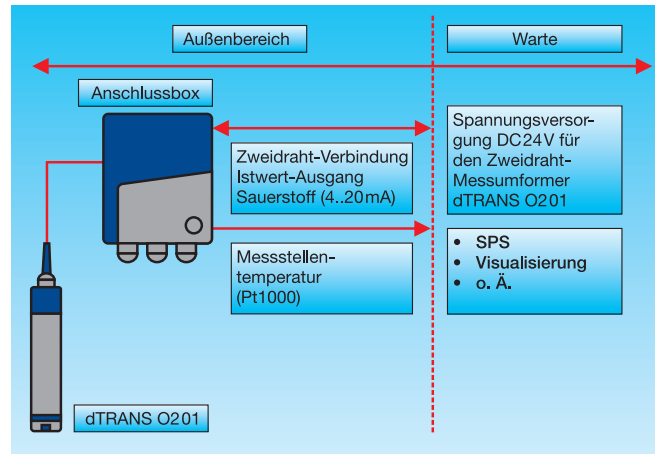 Außenbereich
Warte
Anschlussbox
Zweidraht-Verbindung
Istwert-Ausgang
Sauerstoff (4..20mA)
Spannungsversor-
gung DC24V für
den Zweidraht-
Messumformer
dTRANS O201
Messstellen-
temperatur
(Pt1000)
• SPS
• Visualisierung
• o. Ä.
dTRANS O201